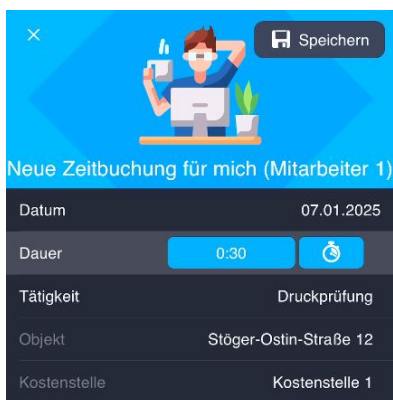 Speichern
Neue Zeitbuchung für mich (Mitarbeiter 1)
Datum 07.01.2025
Dauer 0:30
Tätigkeit Druckprüfung
Objekt Stöger-Ostin-Straße 12
Kostenstelle Kostenstelle 1